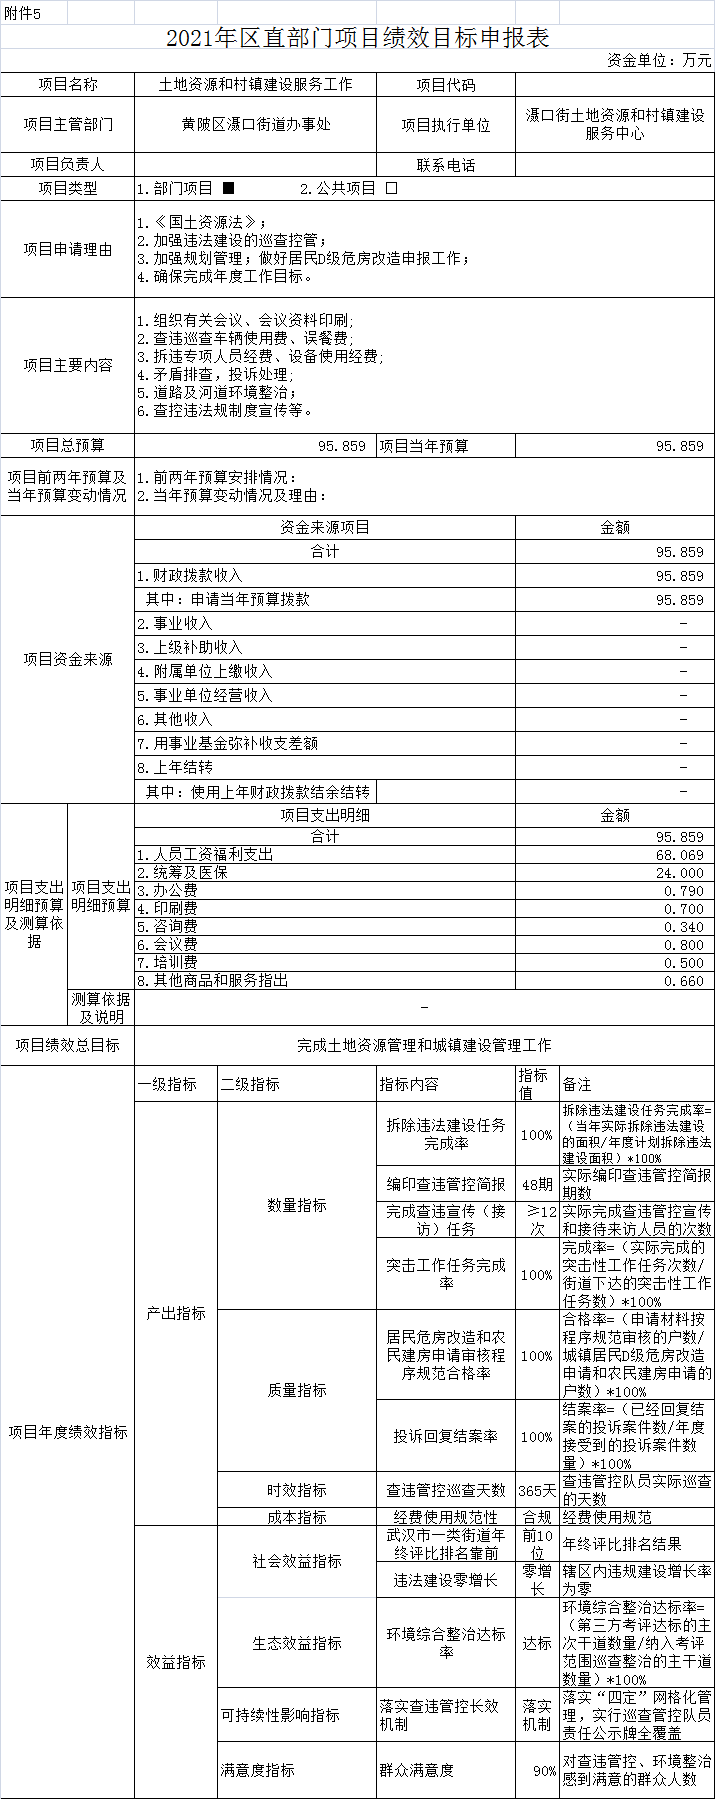 附件5
2021年区直部门项目绩效目标申报表
资金单位：万元
项目名称
土地资源和村镇建设服务工作
项目代码
项目主管部门
黄陂区滠口街道办事处
项目执行单位
滠口街土地资源和村镇建设
服务中心
项目负责人
联系电话
项目类型
1.部门项目 ■ 2.公共项目 □
项目申请理由
1.《国土资源法》；
2.加强违法建设的巡查控管；
3.加强规划管理；做好居民D级危房改造申报工作；
4.确保完成年度工作目标。
项目主要内容
1.组织有关会议、会议资料印刷;
2.查违巡查车辆使用费、误餐费;
3.拆违专项人员经费、设备使用经费;
4.矛盾排查，投诉处理;
5.道路及河道环境整治；
6.查控违法规制度宣传等。
项目总预算
95.859
项目当年预算
95.859
项目前两年预算及
当年预算变动情况
1.前两年预算安排情况：
2.当年预算变动情况及理由：
项目资金来源
资金来源项目
金额
合计
95.859
1.财政拨款收入
95.859
其中：申请当年预算拨款
95.859
2.事业收入
-
3.上级补助收入
-
4.附属单位上缴收入
-
5.事业单位经营收入
-
6.其他收入
-
7.用事业基金弥补收支差额
-
8.上年结转
-
其中：使用上年财政拨款结余结转
-
项目支出
明细预算
及测算依
据
项目支出
明细预算
项目支出明细
金额
合计
95.859
1.人员工资福利支出
68.069
2.统筹及医保
24.000
3.办公费
0.790
4.印刷费
0.700
5.咨询费
0.340
6.会议费
0.800
7.培训费
0.500
8.其他商品和服务指出
0.660
测算依据
及说明
-
项目绩效总目标
完成土地资源管理和城镇建设管理工作
项目年度绩效指标
一级指标
二级指标
指标内容
指标
值
备注
产出指标
数量指标
拆除违法建设任务
完成率
100%
拆除违法建设任务完成率=
（当年实际拆除违法建设
的面积/年度计划拆除违法
建设面积）*100%
编印查违管控简报
48期
实际编印查违管控简报
期数
完成查违宣传（接
访）任务
≥12
次
实际完成查违管控宣传
和接待来访人员的次数
突击工作任务完成
率
100%
完成率=（实际完成的
突击性工作任务次数/
街道下达的突击性工作
任务数）*100%
质量指标
居民危房改造和农
民建房申请审核程
序规范合格率
100%
合格率=（申请材料按
程序规范审核的户数/
城镇居民D级危房改造
申请和农民建房申请的
户数）*100%
投诉回复结案率
100%
结案率=（已经回复结
案的投诉案件数/年度
接受到的投诉案件数
量）*100%
时效指标
查违管控巡查天数
365天
查违管控队员实际巡查
的天数
成本指标
经费使用规范性
合规
经费使用规范
效益指标
社会效益指标
武汉市一类街道年
终评比排名靠前
前10
位
年终评比排名结果
违法建设零增长
零增
长
辖区内违规建设增长率
为零
生态效益指标
环境综合整治达标
率
达标
环境综合整治达标率=
（第三方考评达标的主
次干道数量/纳入考评
范围巡查整治的主干道
数量）*100%
可持续性影响指标
落实查违管控长效
机制
落实
机制
落实“四定”网格化管
理，实行巡查管控队员
责任公示牌全覆盖
满意度指标
群众满意度
90%
对查违管控、环境整治
感到满意的群众人数